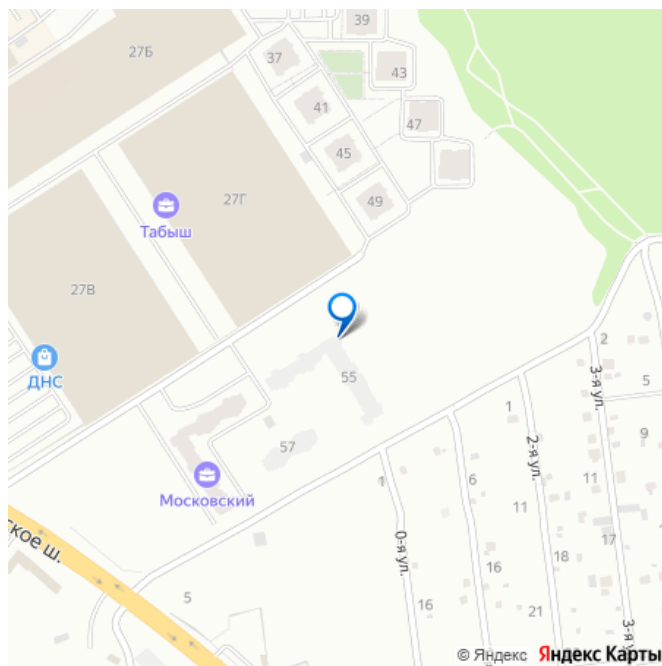 39
27Б
37
43
41
47
45
27Г
49
Табыш
27В
2
3-я ул.
ДНС
55
5
1
2-я ул.
9
57
1
6
11
Московский
11
0-я ул.
17
ское ш.
18
16
5
16
21
3-я у
© Яндекс Яндекс Карты